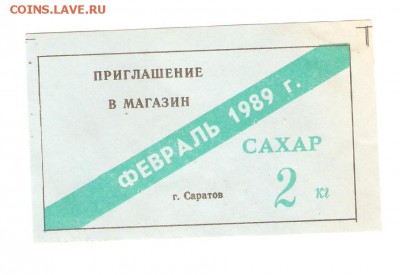 COINS.LAVE.RU
ПРИГЛАШЕНИЕ
В МАГАЗИН
ФЕВРАЛЬ 1989 г.
САХАР
г. Саратов
2 кг